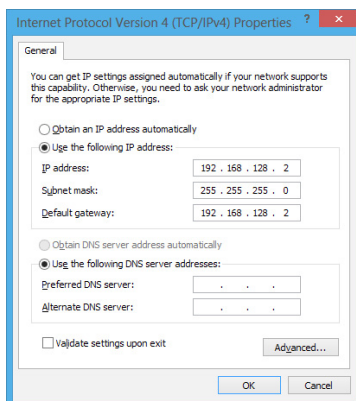 Internet Protocol Version 4 (TCP/IPv4) Properties ? ×
General
You can get IP settings assigned automatically if your network supports
this capability. Otherwise, you need to ask your network administrator
for the appropriate IP settings.
Obtain an IP address automatically
Use the following IP address:
IP address: 192 . 168 . 128 . 2
Subnet mask: 255 . 255 . 255 . 0
Default gateway: 192 . 168 . 128 . 2
Obtain DNS server address automatically
Use the following DNS server addresses:
Preferred DNS server: . . .
Alternate DNS server: . . .
Validate settings upon exit
Advanced...
OK Cancel